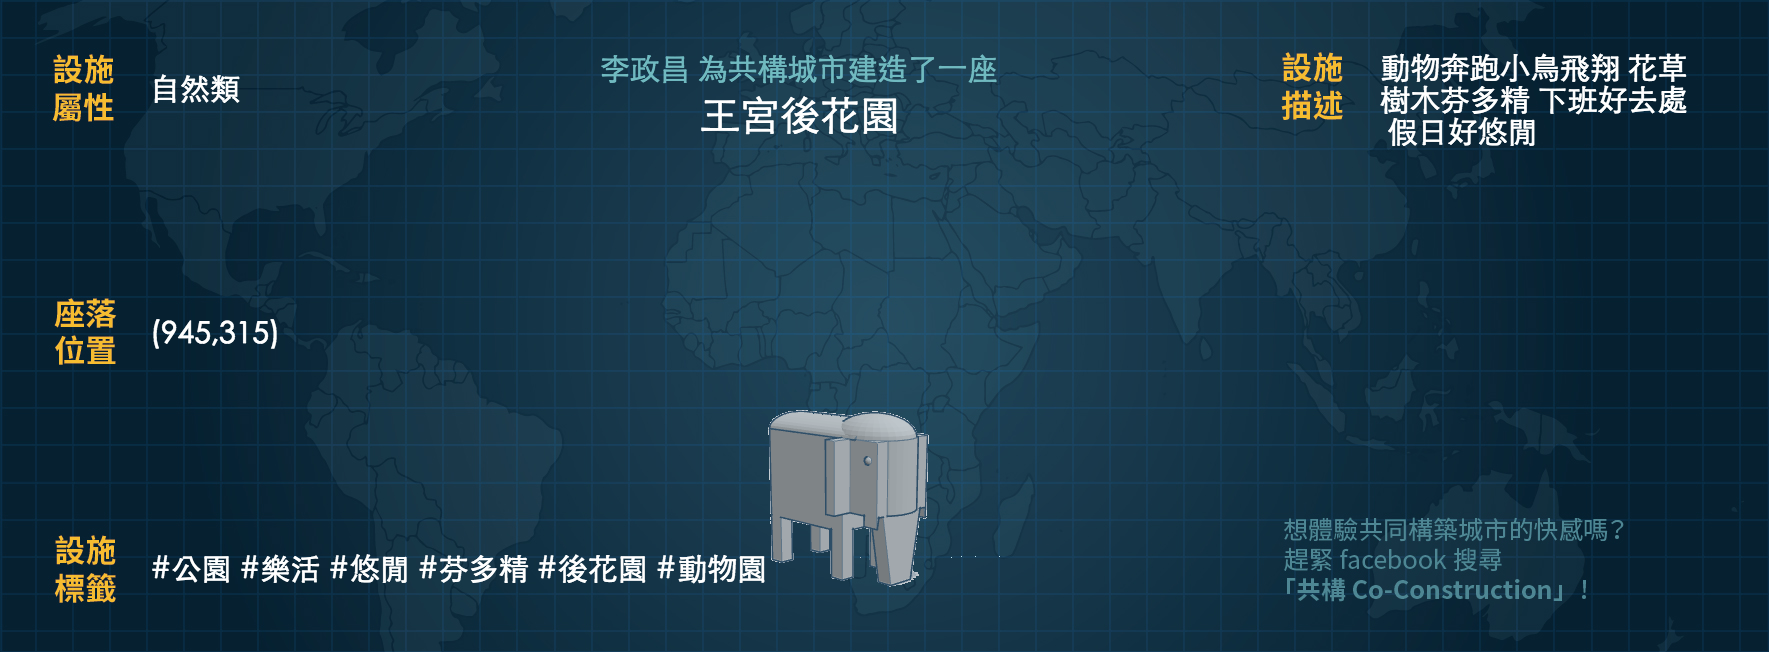 設施
屬性
自然類
李政昌 為共構城市建造了一座
王宮後花園
設施
描述
動物奔跑小鳥飛翔 花草
樹木芬多精 下班好去處
假日好悠閒
座落
位置
(945,315)
設施
標籤
#公園 #樂活 #悠閒 #芬多精 #後花園 #動物園
想體驗共同構築城市的快感嗎?
趕緊 facebook 搜尋
「共構 Co-Construction」!